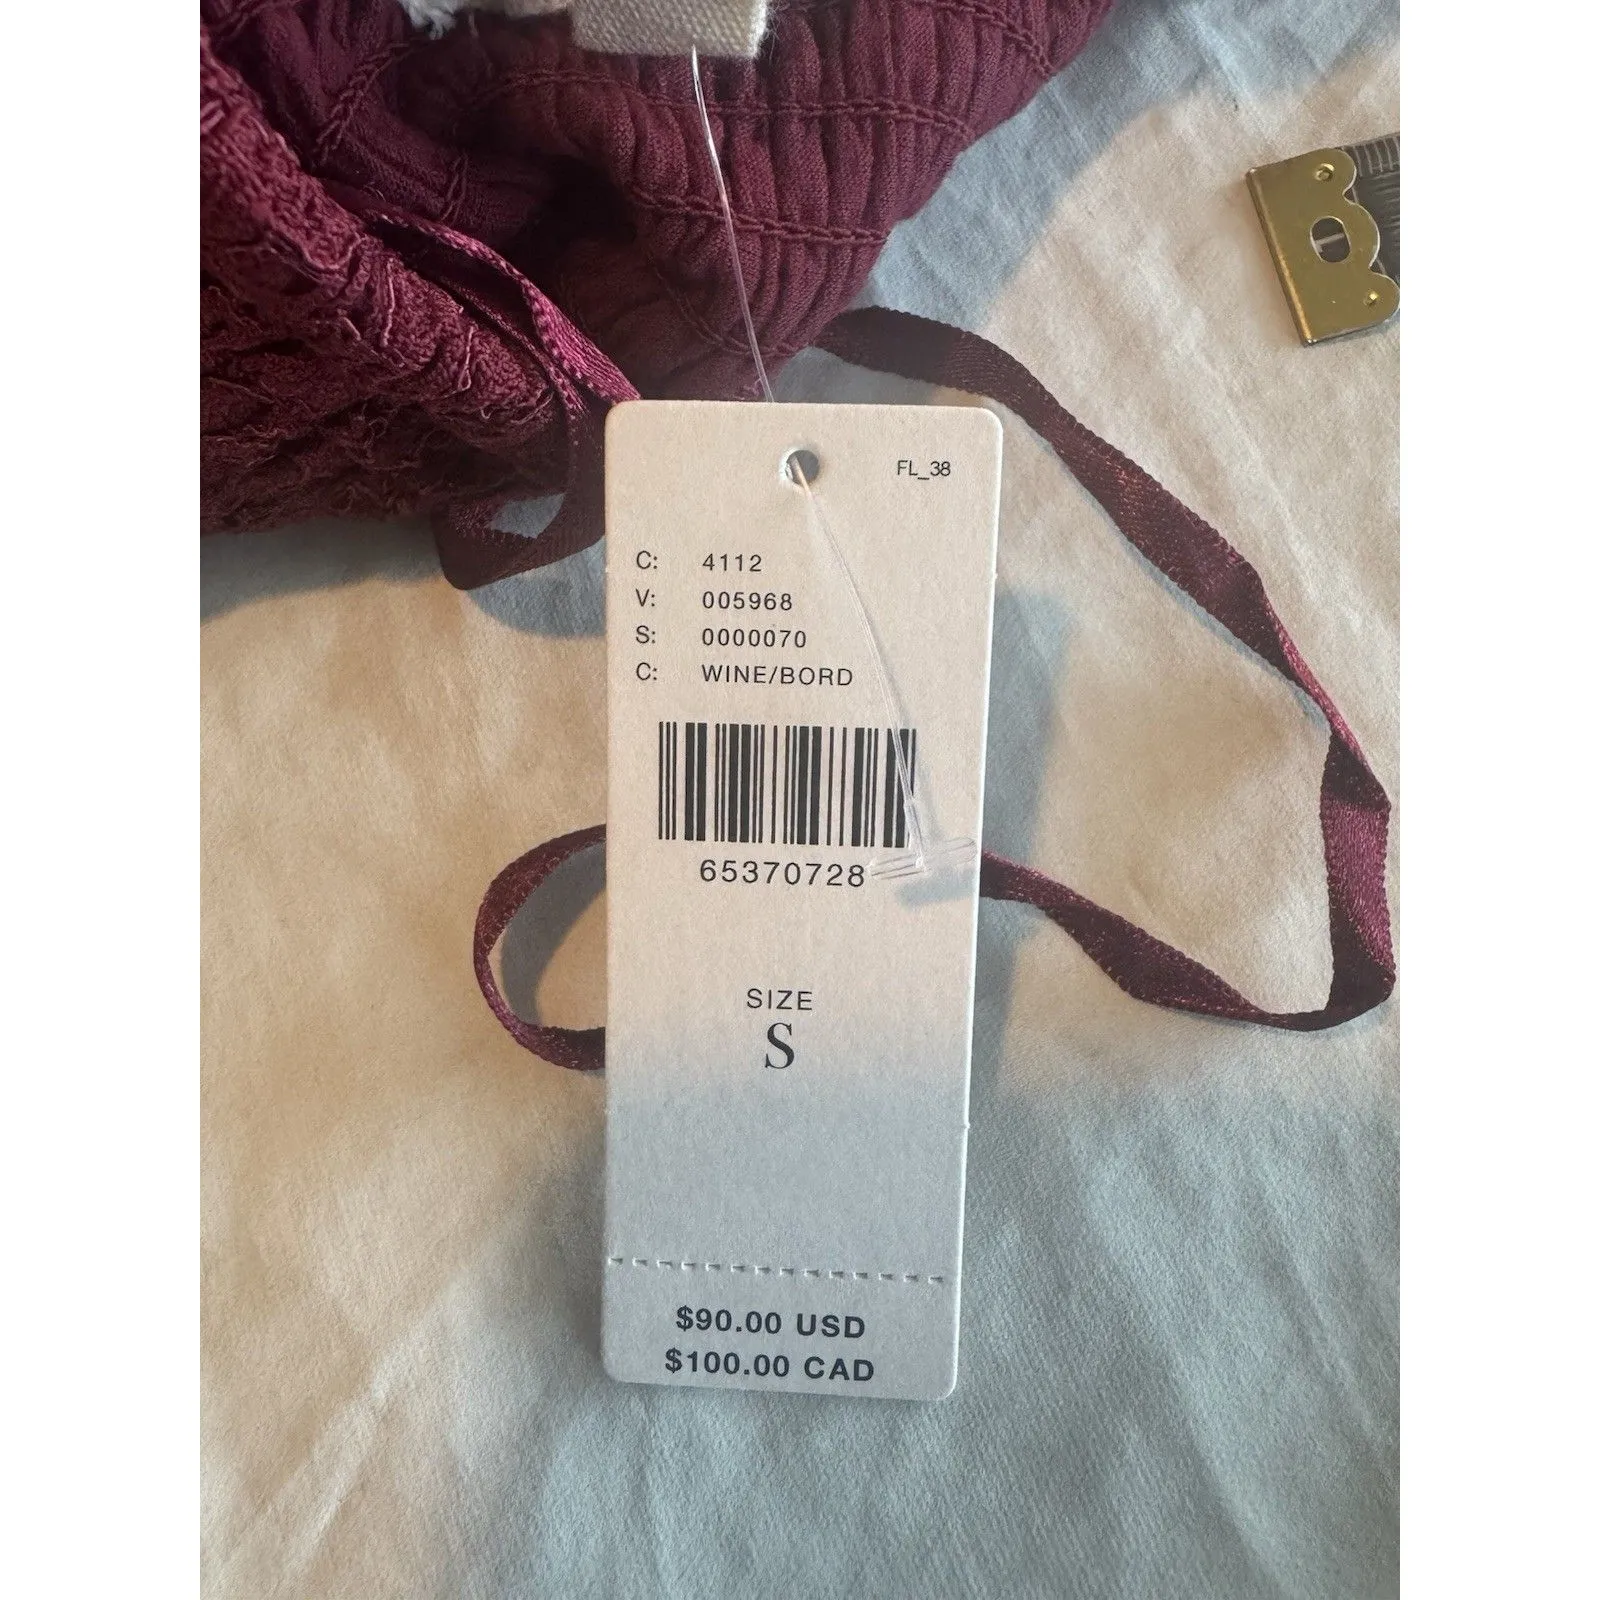 FL_38
C: 4112
V: 005968
S: 0000070
C: WINE/BORD
65370728
SIZE
S
$90.00 USD
$100.00 CAD